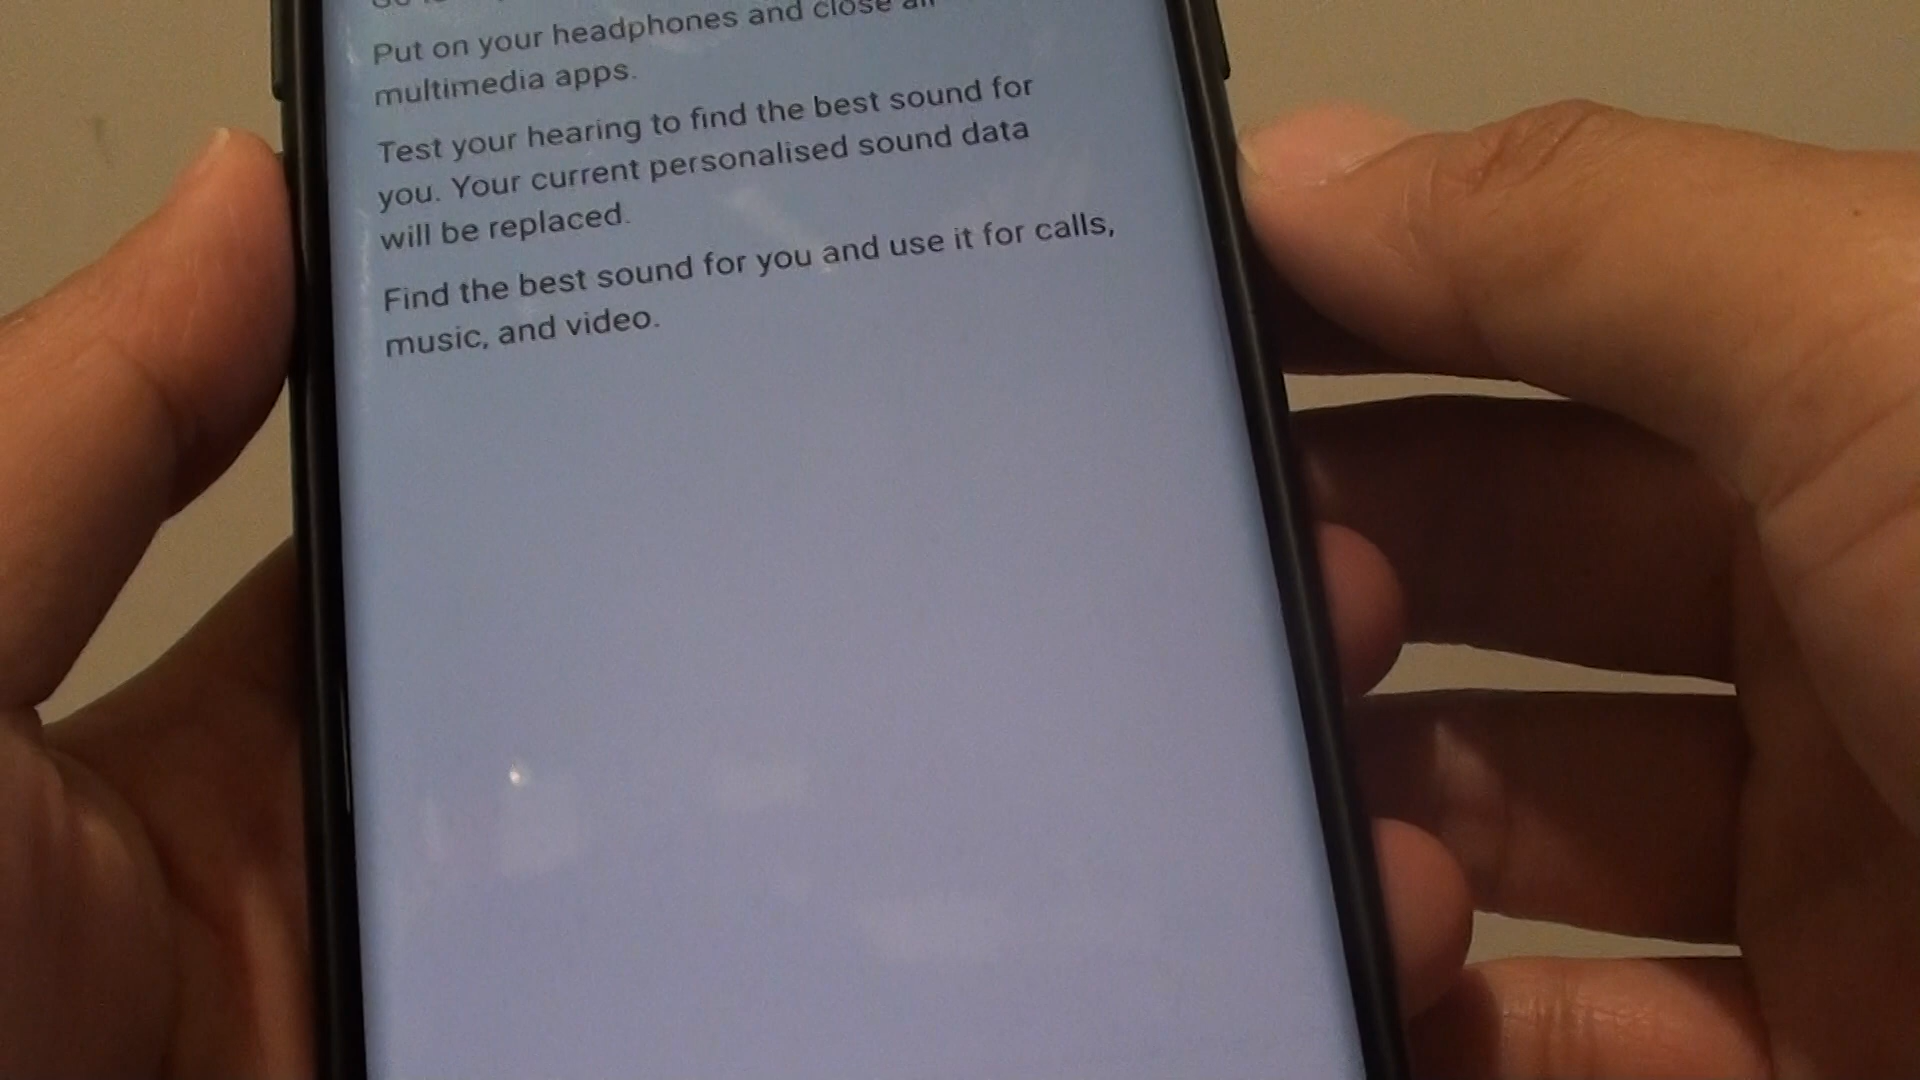 Put on your headphones and close all
multimedia apps.
Test your hearing to find the best sound for
you. Your current personalised sound data
will be replaced.
Find the best sound for you and use it for calls,
music, and video.